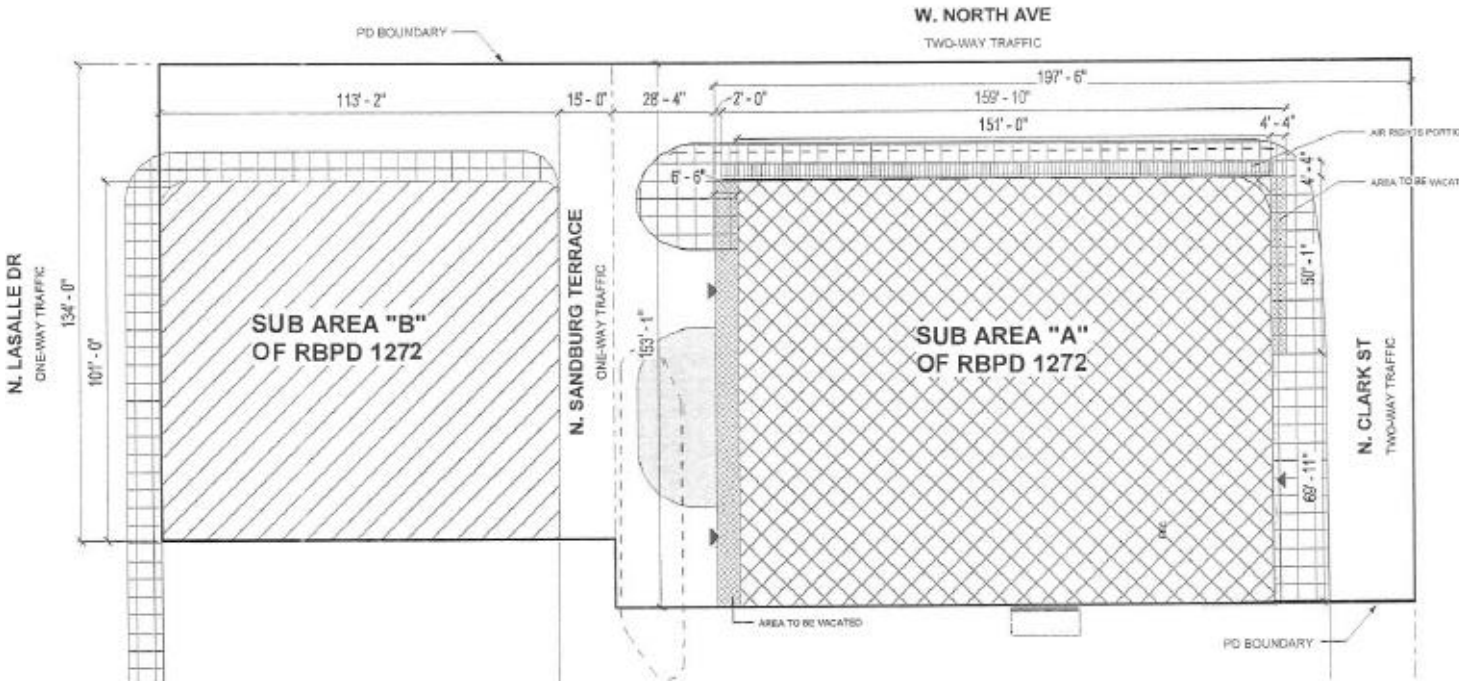 W. NORTH AVE
TWO-WAY TRAFFIC
PD BOUNDARY
197' - 6"
113' - 2"
15' - 0"
28' - 4"
2' - 0"
159' - 10"
151' - 0"
4' - 4"
AIR RIGHTS
4' - 4"
6' - 6"
AREA TO BE
N. LASALLE DR
ONE-WAY TRAFFIC
134' - 0"
101' - 0"
SUB AREA "B"
OF RBPD 1272
N. SANDBURG TERRACE
ONE-WAY TRAFFIC
153' - 1"
SUB AREA "A"
OF RBPD 1272
50' - 1"
69' - 11"
N. CLARK ST
TWO-WAY TRAFFIC
AREA TO BE VACATED
PD BOUNDARY